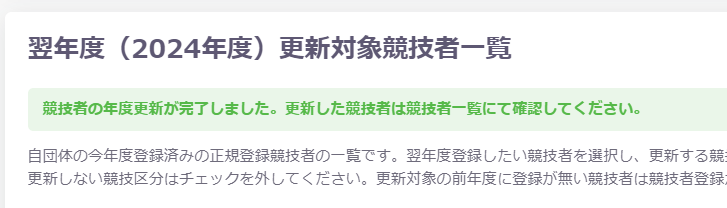 翌年度（2024年度）更新対象競技者一覧
競技者の年度更新が完了しました。更新した競技者は競技者一覧にて確認してください。
自団体の今年度登録済みの正規登録競技者の一覧です。翌年度登録したい競技者を選択し、更新する競
更新しない競技区分はチェックを外してください。更新対象の前年度に登録が無い競技者は競技者登録